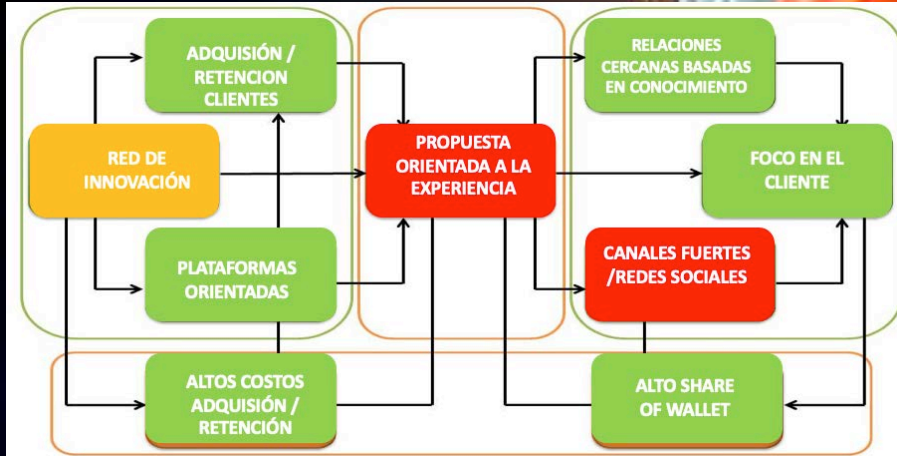 ADQUISIÓN /
RETENCION
CLIENTES
RED DE
INNOVACIÓN
PLATAFORMAS
ORIENTADAS
ALTOS COSTOS
ADQUISIÓN /
RETENCIÓN
PROPUESTA
ORIENTADA A LA
EXPERIENCIA
RELACIONES
CERCANAS BASADAS
EN CONOCIMIENTO
FOCO EN EL
CLIENTE
CANALES FUERTES
/REDES SOCIALES
ALTO SHARE
OF WALLET